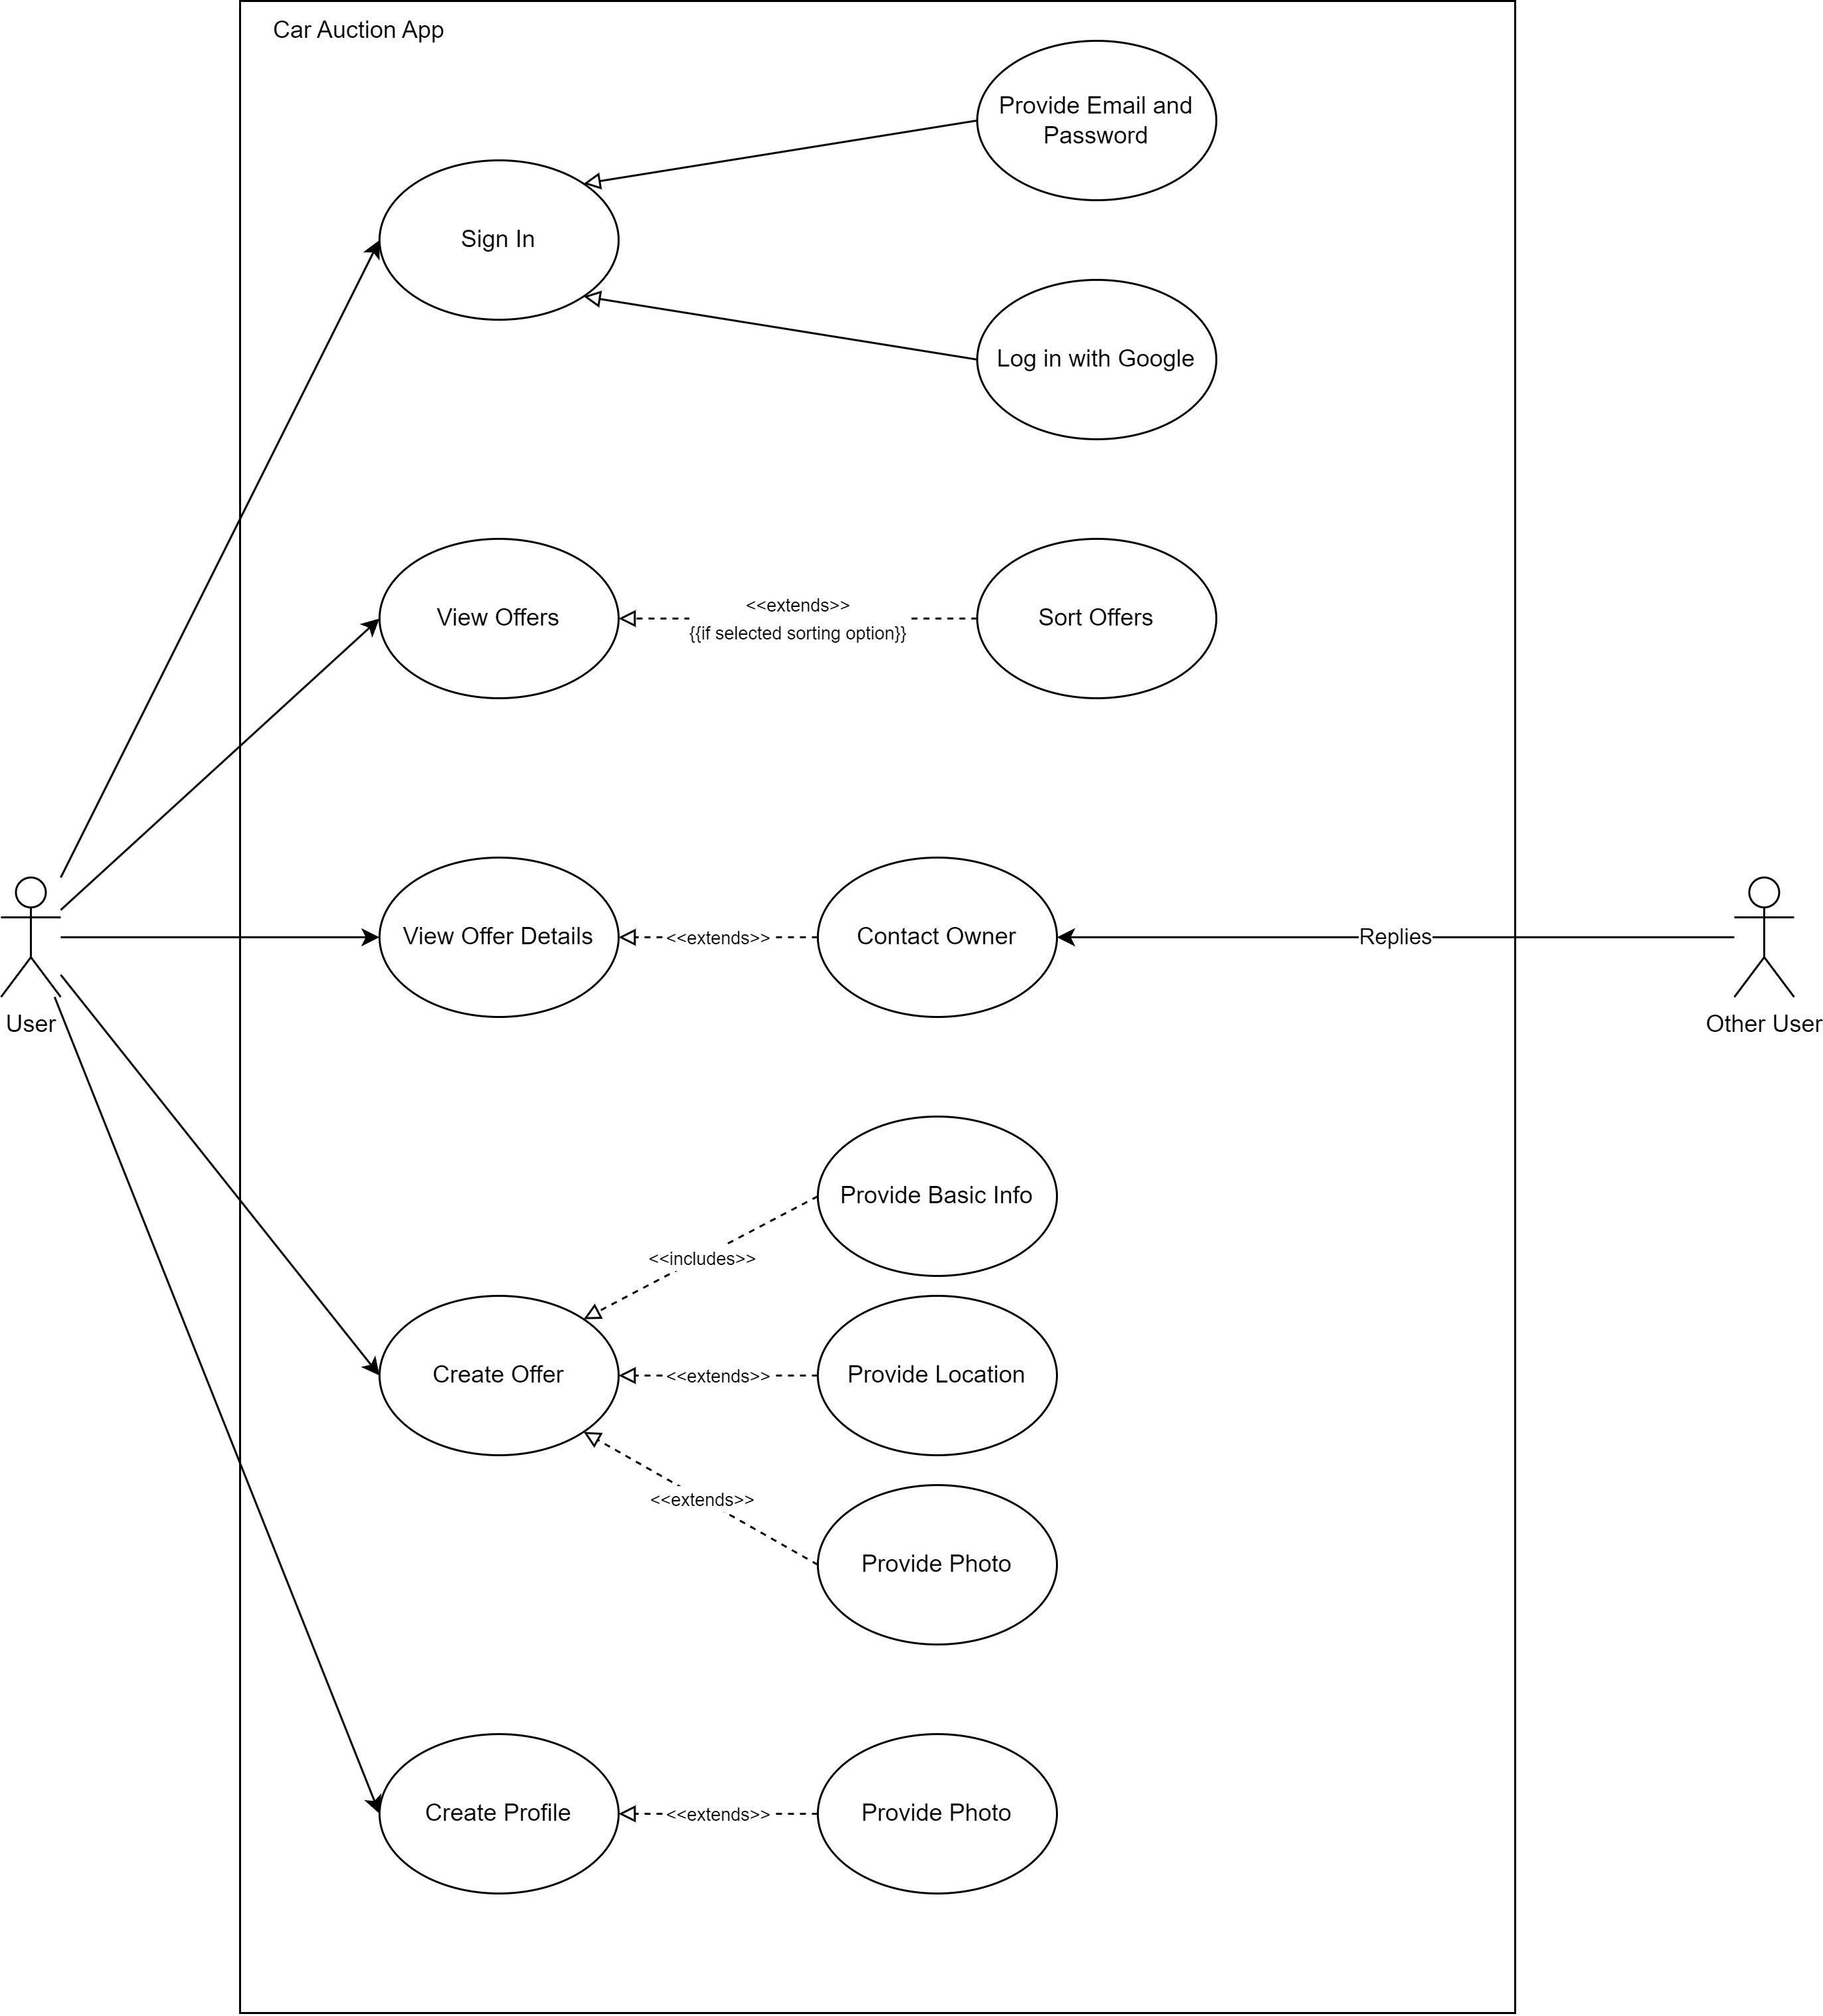 Car Auction App
Provide Email and
Password
Sign In
Log in with Google
View Offers
<<extends>>
{{if selected sorting option}}
Sort Offers
View Offer Details
<<extends>>
Contact Owner
Replies
User
Other User
Provide Basic Info
<<includes>>
Create Offer
<<extends>>
Provide Location
<<extends>>
Provide Photo
Create Profile
<<extends>>
Provide Photo